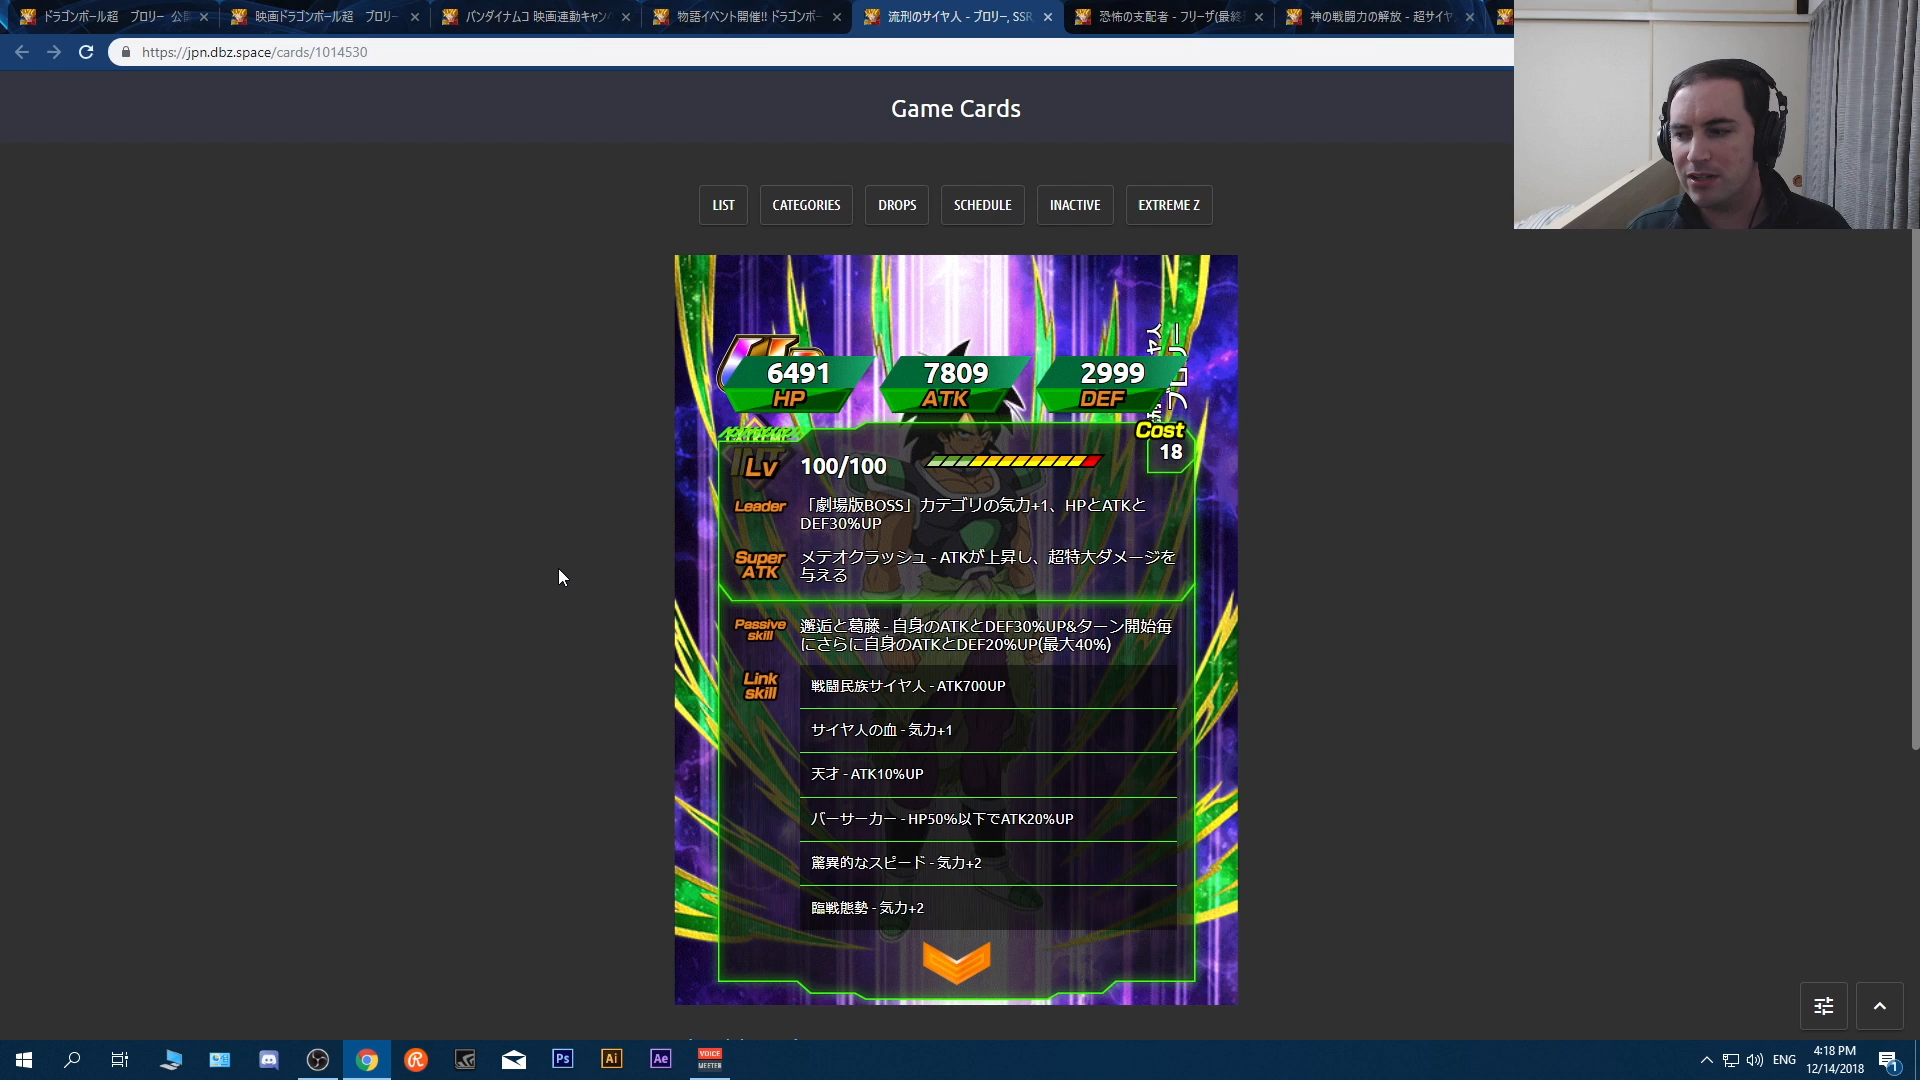 ドラゴンボール超 ブロリー 公開
映画ドラゴンボール超 ブロリー
バンダイナムコ 映画連動キャンペ
物語イベント開催!! ドラゴンボー
流刑のサイヤ人 - ブロリー, SSR,
恐怖の支配者 - フリーザ(最終形
神の戦闘力の解放 - 超サイヤ
https://jpn.dbz.space/cards/1014530
Game Cards
LIST
CATEGORIES
DROPS
SCHEDULE
INACTIVE
EXTREME Z
6491
HP
7809
ATK
2999
DEF
ブロリー
Cost
18
Lv
100/100
Leader
「劇場版BOSS」カテゴリの気力+1、HPとATKと
DEF30%UP
Super
ATK
メテオクラッシュ - ATKが上昇し、超特大ダメージを
与える
Passive
skill
邂逅と葛藤 - 自身のATKとDEF30%UP&ターン開始毎
にさらに自身のATKとDEF20%UP(最大40%)
Link
skill
戦闘民族サイヤ人 - ATK700UP
サイヤ人の血 - 気力+1
天才 - ATK10%UP
バーサーカー - HP50%以下でATK20%UP
驚異的なスピード - 気力+2
臨戦態勢 - 気力+2
Ps
Ai
Ae
VOICE
MEETER
ENG
4:18 PM
12/14/2018
1